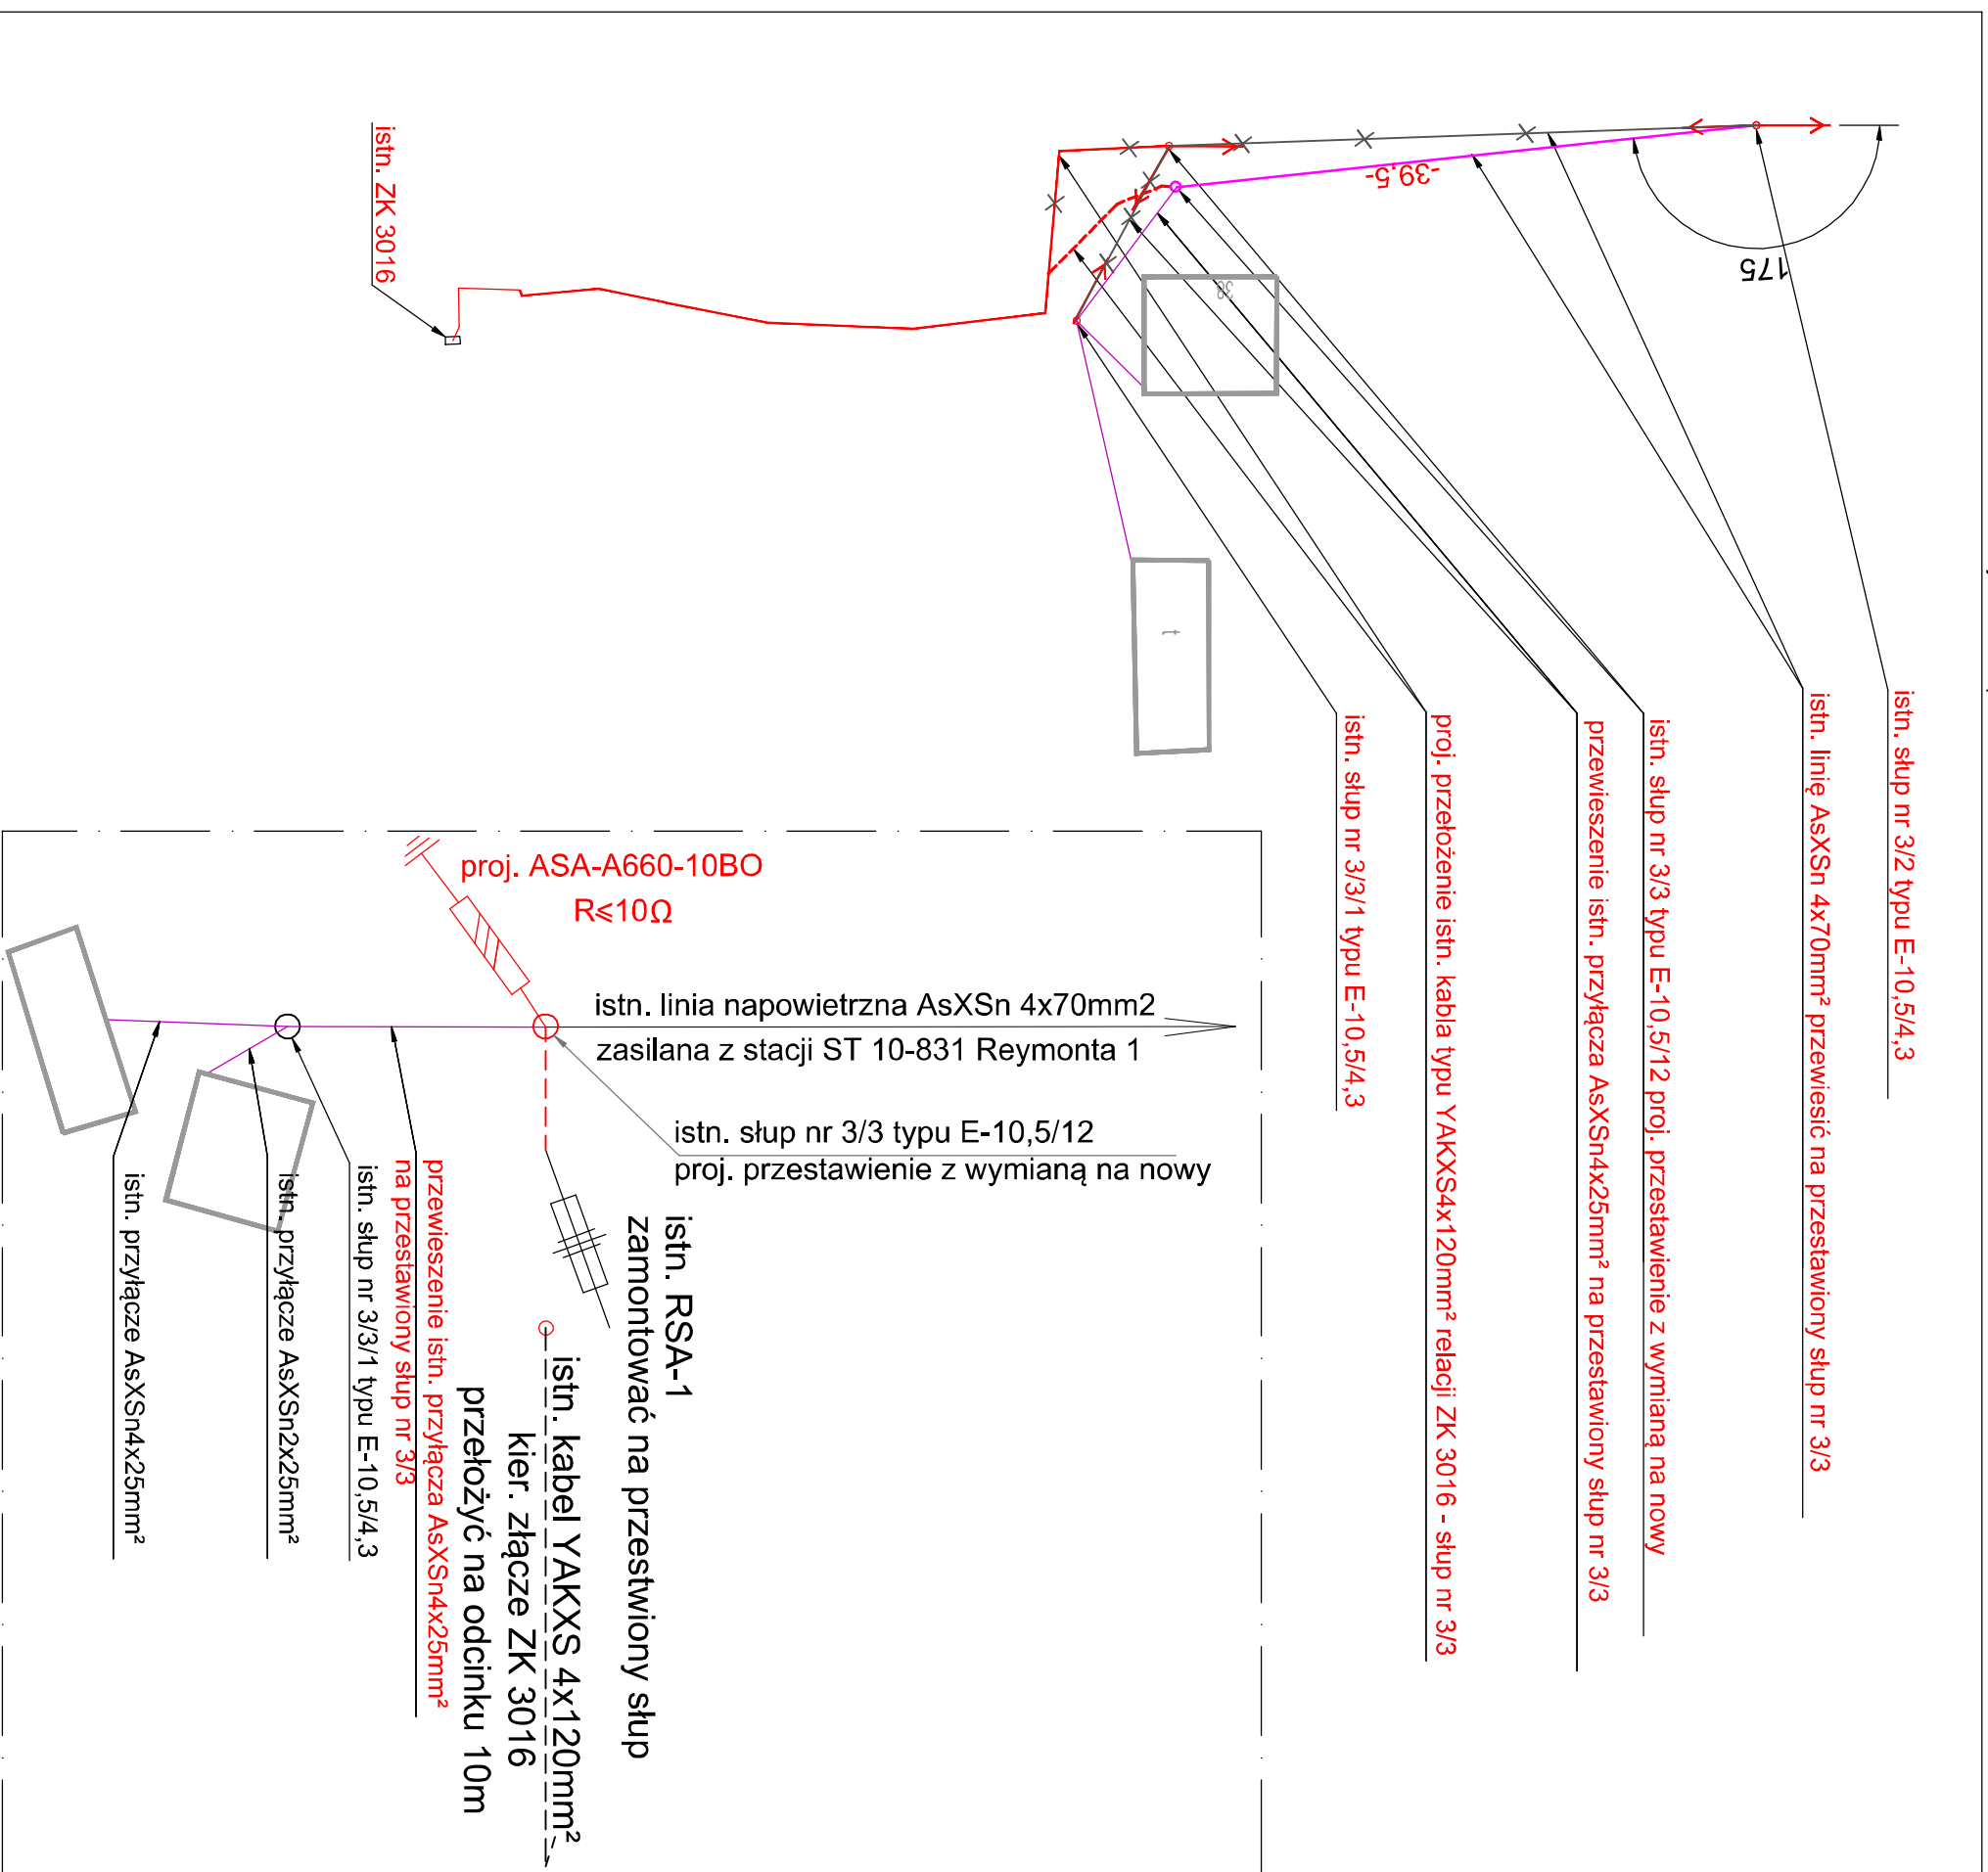 istn. ZK 3016
-39,5-
175
38
istn. słup nr 3/2 typu E-10,5/4,3
istn. linię AsXSn 4x70mm² przewiesić na przestawiony słup nr 3/3
istn. słup nr 3/3 typu E-10,5/12 proj. przestawienie z wymianą na nowy
przewieszenie istn. przyłącza AsXSn4x25mm² na przestawiony słup nr 3/3
proj. przełożenie istn. kabla typu YAKXS4x120mm² relacji ZK 3016 - słup nr 3/3
istn. słup nr 3/3/1 typu E-10,5/4,3
t
proj. ASA-A660-10BO
R⩽10Ω
istn. linia napowietrzna AsXSn 4x70mm2
zasilana z stacji ST 10-831 Reymonta 1
istn. słup nr 3/3 typu E-10,5/12
proj. przestawienie z wymianą na nowy
istn. RSA-1
zamontować na przestwiony słup
istn. kabel YAKXS 4x120mm²
kier. złącze ZK 3016
przełożyć na odcinku 10m
przewieszenie istn. przyłącza AsXSn4x25mm²
na przestawiony słup nr 3/3
istn. słup nr 3/3/1 typu E-10,5/4,3
istn. przyłącze AsXSn2x25mm²
istn. przyłącze AsXSn4x25mm²